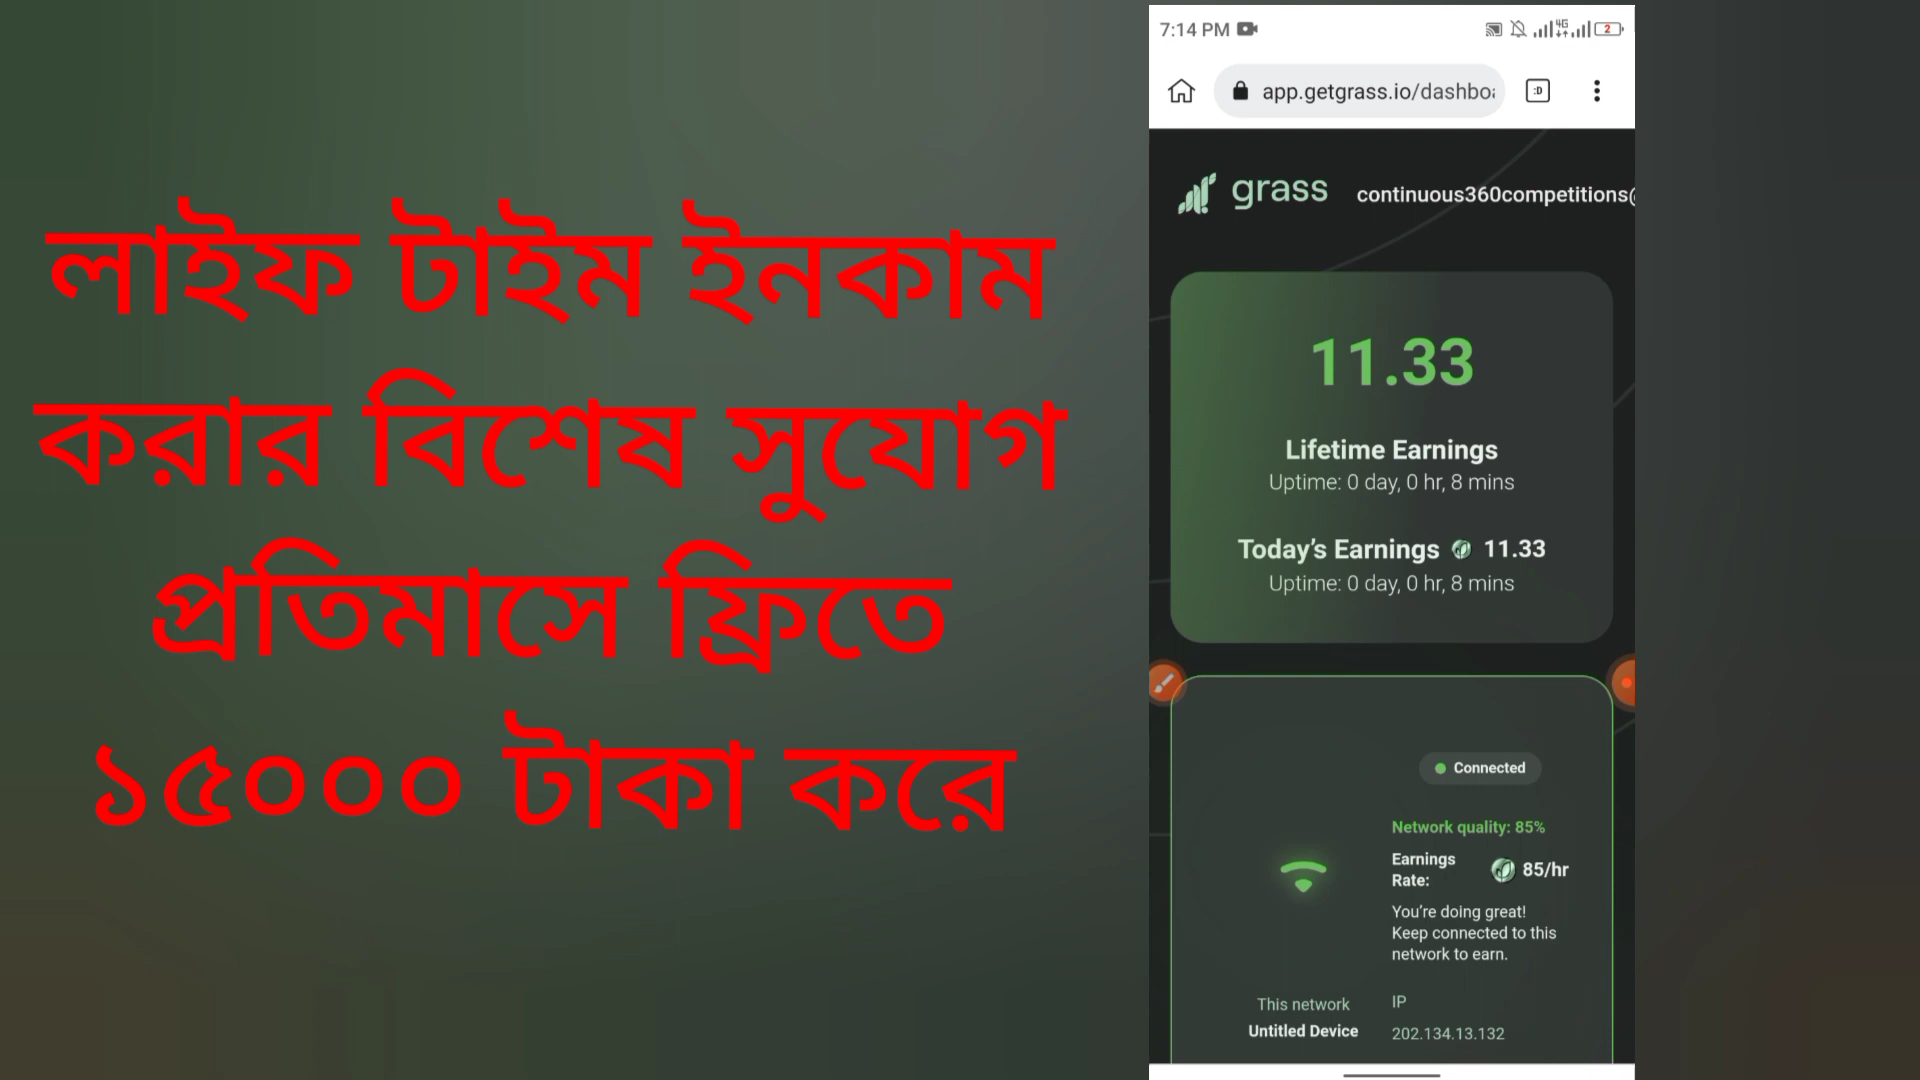 লাইফ টাইম ইনকাম
করার বিশেষ সুযোগ
প্রতিমাসে ফ্রিতে
১৫০০০ টাকা করে
7:14 PM
4G
2
app.getgrass.io/dashbo
:D
grass
continuous360competitions@
11.33
Lifetime Earnings
Uptime: 0 day, 0 hr, 8 mins
Today’s Earnings 11.33
Uptime: 0 day, 0 hr, 8 mins
Connected
Network quality: 85%
Earnings Rate: 85/hr
You’re doing great!
Keep connected to this
network to earn.
This network
Untitled Device
IP
202.134.13.132